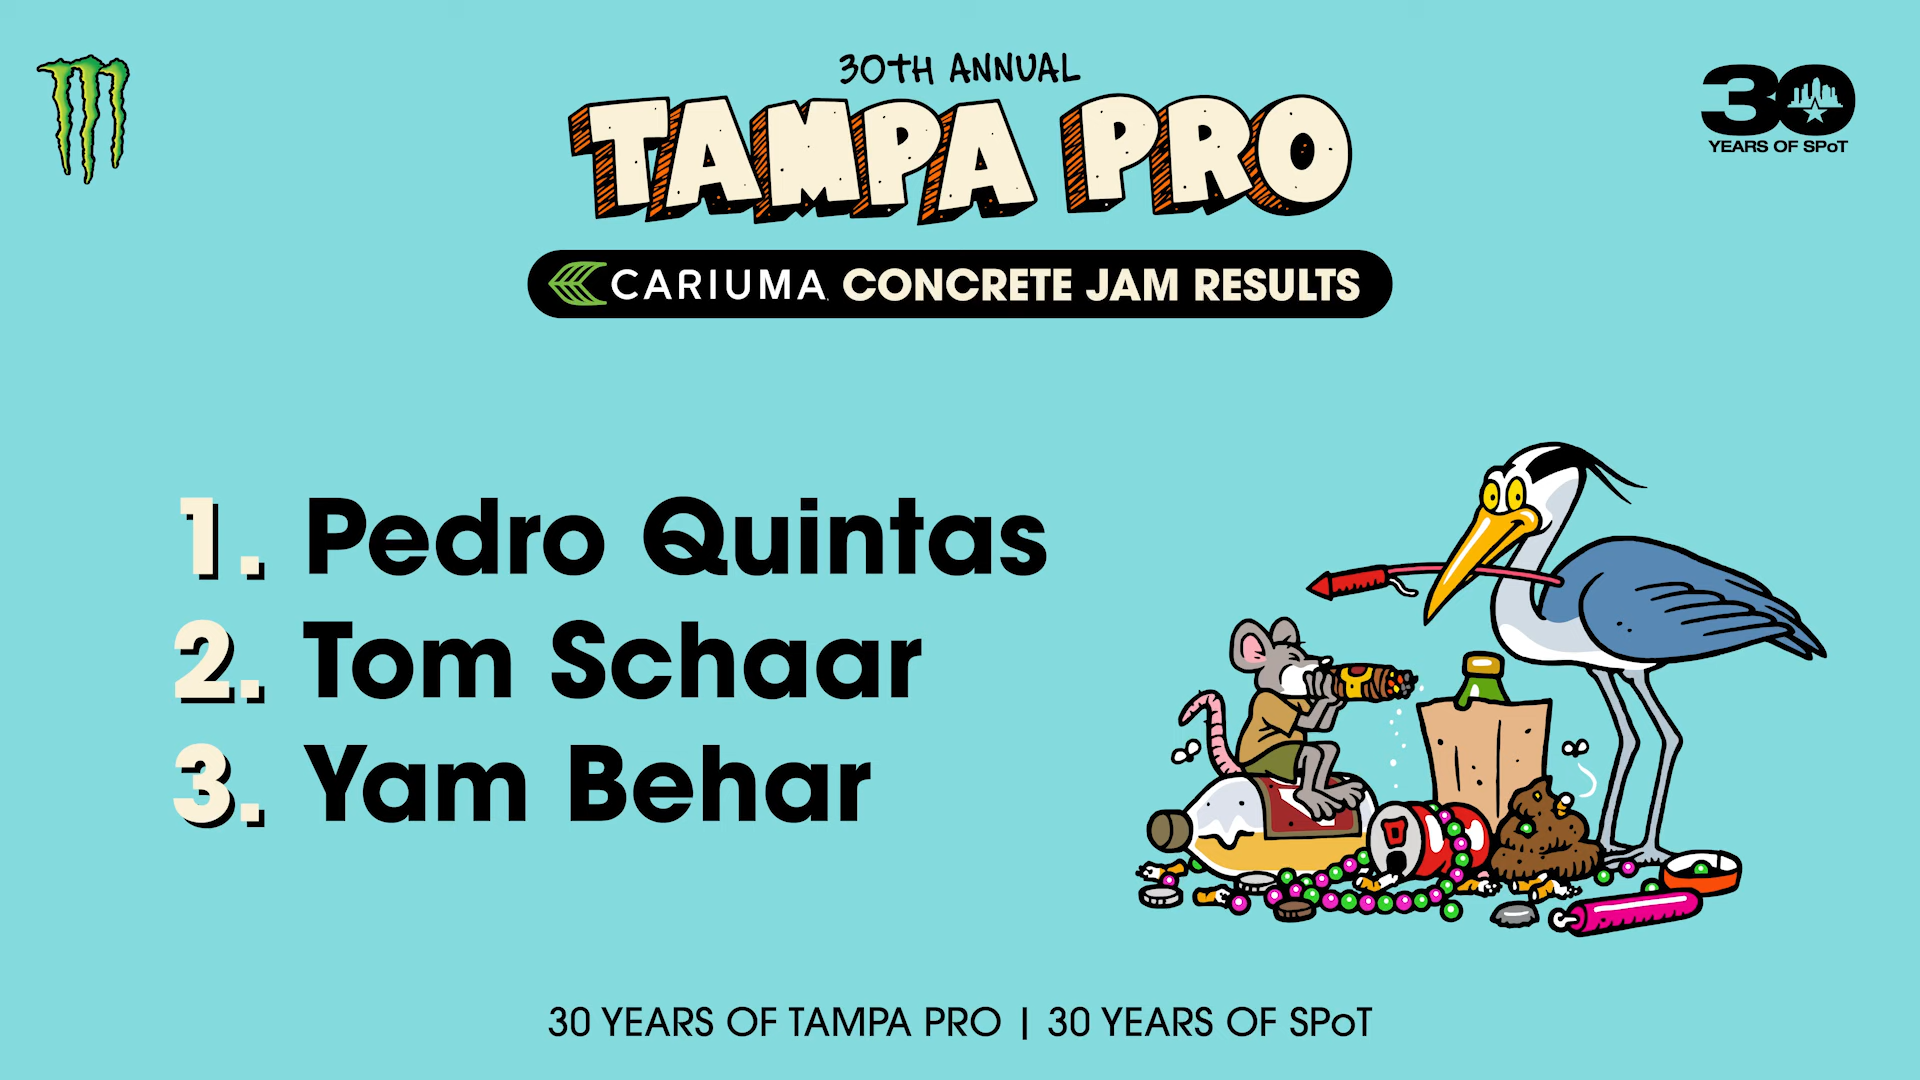 30TH ANNUAL
TAMPA PRO
30
YEARS OF SPoT
CARIUMA CONCRETE JAM RESULTS
1. Pedro Quintas
2. Tom Schaar
3. Yam Behar
30 YEARS OF TAMPA PRO | 30 YEARS OF SPoT